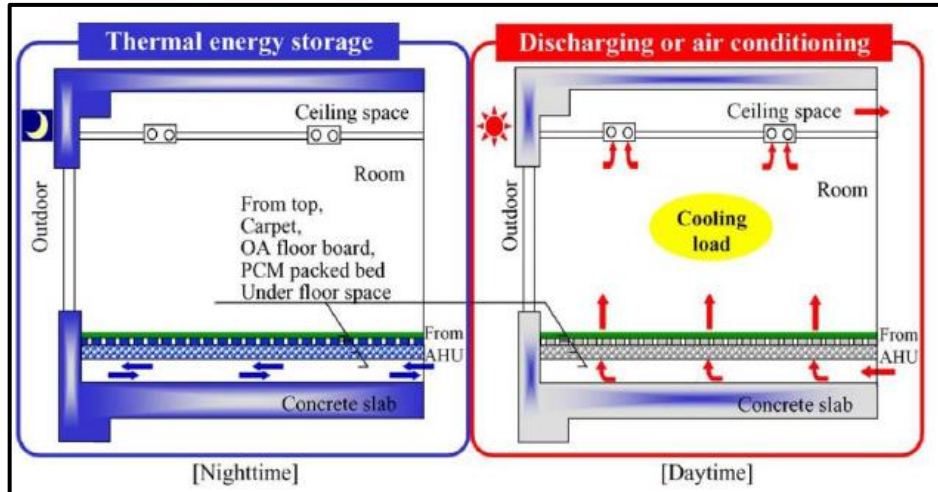 Thermal energy storage
Ceiling space
Room
Outdoor
From top,
Carpet,
OA floor board,
PCM packed bed
Under floor space
From
AHU
Concrete slab
[Nighttime]
Discharging or air conditioning
Ceiling space
Room
Outdoor
Cooling
load
From
AHU
Concrete slab
[Daytime]